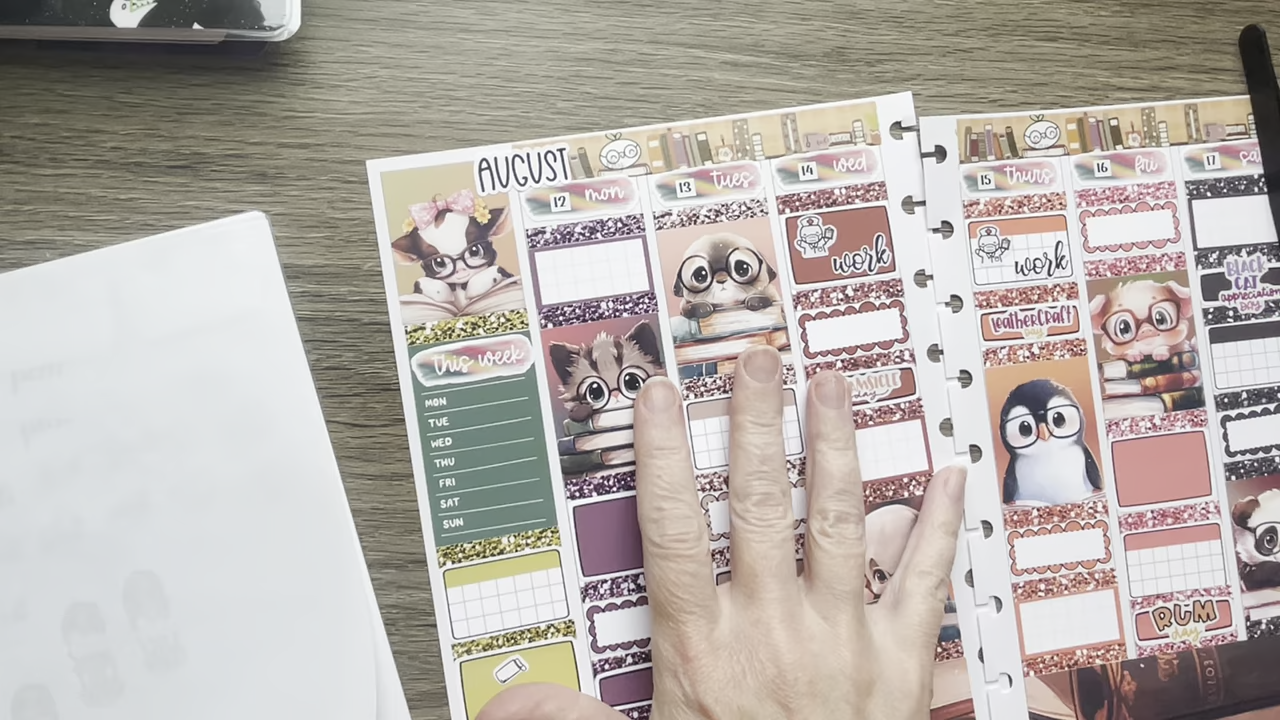 AUGUST
12 mon
13 tues
14 wed
15 thurs
16 fri
17
work
work
this week
MON
TUE
WED
THU
FRI
SAT
SUN
LEATHERCRAFT
day
BLACK
CAT
appreciation
day
RUM
day